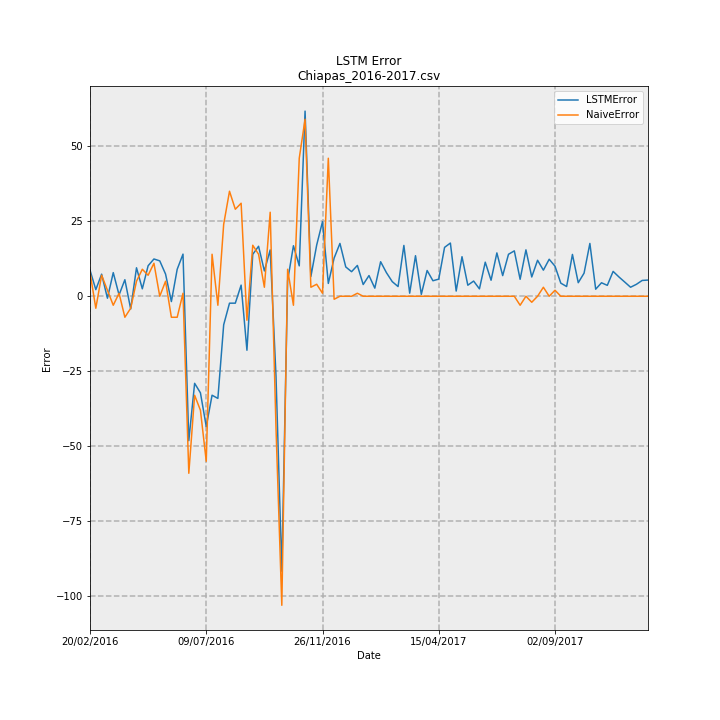 LSTM Error
Chiapas_2016-2017.csv
LSTMError
NaiveError
50
25
0
−25
−50
−75
−100
Error
20/02/2016
09/07/2016
26/11/2016
15/04/2017
02/09/2017
Date